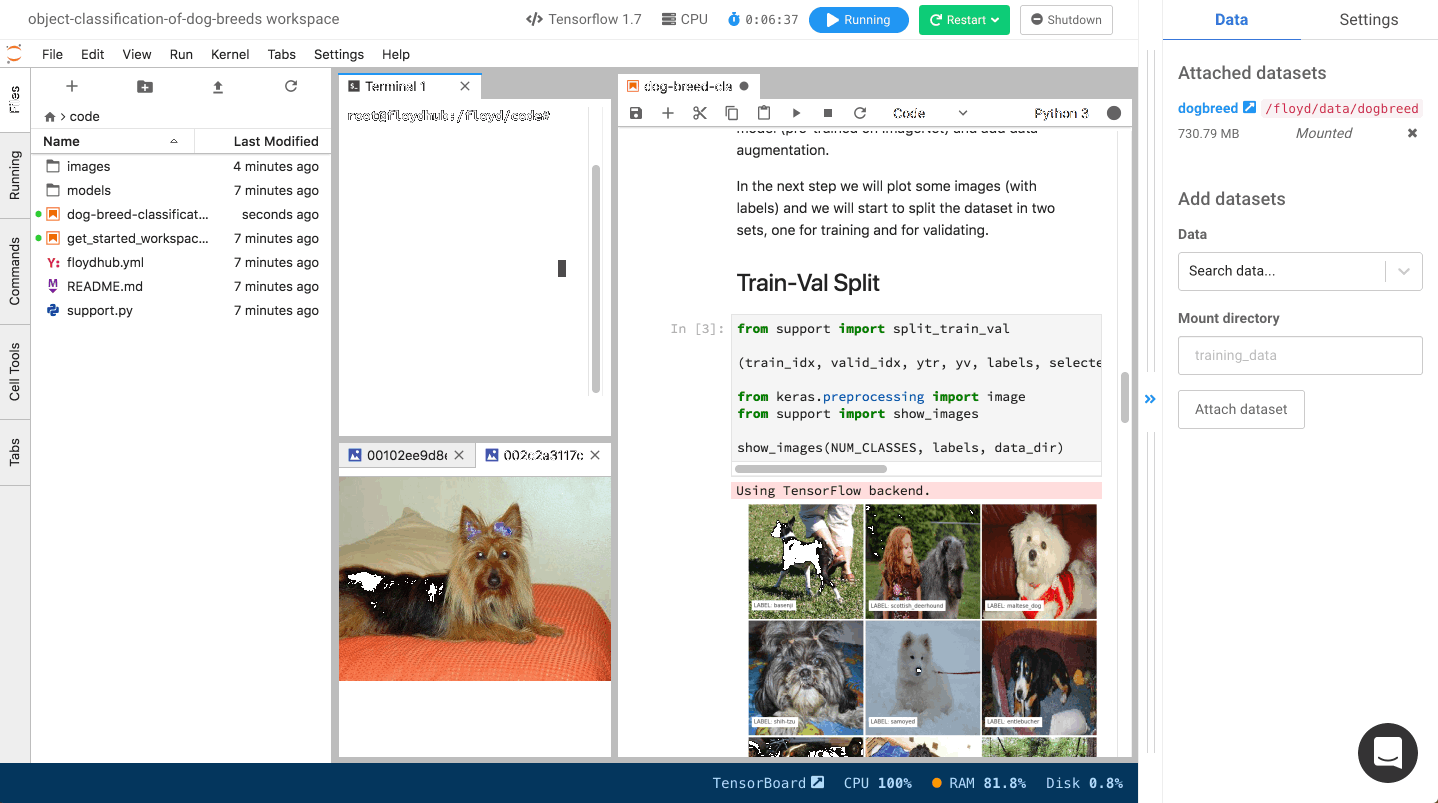 object-classification-of-dog-breeds workspace
Tensorflow 1.7
CPU
0:06:37
Running
Restart
Shutdown
File Edit View Run Kernel Tabs Settings Help
Files
Running
Commands
Cell Tools
Tabs
code
Name Last Modified
images 4 minutes ago
models 7 minutes ago
dog-breed-classificat... seconds ago
get_started_workspac... 7 minutes ago
floydhub.yml 7 minutes ago
README.md 7 minutes ago
support.py 7 minutes ago
Terminal 1
root@floydhub:/floyd/code#
00102ee9d8e
002c2a3117c
dog-breed-cla
Code
Python 3
model (pre-trained on ImageNet) and add data
augmentation.
In the next step we will plot some images (with
labels) and we will start to split the dataset in two
sets, one for training and for validating.
Train-Val Split
In [3]:
from support import split_train_val
(train_idx, valid_idx, ytr, yv, labels, selecte
from keras.preprocessing import image
from support import show_images
show_images(NUM_CLASSES, labels, data_dir)
Using TensorFlow backend.
LABEL: basenji
LABEL: scottish_deerhound
LABEL: maltese_dog
LABEL: shih-tzu
LABEL: samoyed
LABEL: entlebucher
TensorBoard
CPU 100%
RAM 81.8%
Disk 0.8%
Data
Settings
Attached datasets
dogbreed /floyd/data/dogbreed
730.79 MB Mounted
Add datasets
Data
Search data...
Mount directory
training_data
Attach dataset